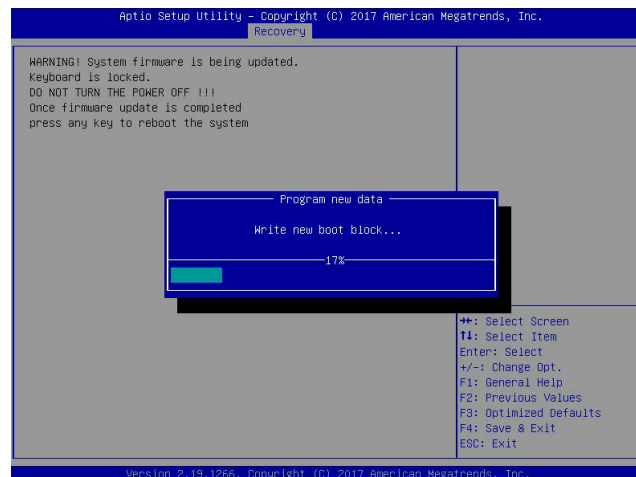 Aptio Setup Utility – Copyright (C) 2017 American Megatrends, Inc.
Recovery
WARNING! System firmware is being updated.
Keyboard is locked.
DO NOT TURN THE POWER OFF !!!
Once firmware update is completed
press any key to reboot the system
Program new data
Write new boot block...
17%
→←: Select Screen
↑↓: Select Item
Enter: Select
+/-: Change Opt.
F1: General Help
F2: Previous Values
F3: Optimized Defaults
F4: Save & Exit
ESC: Exit
Version 2.19.1266. Copyright (C) 2017 American Megatrends, Inc.